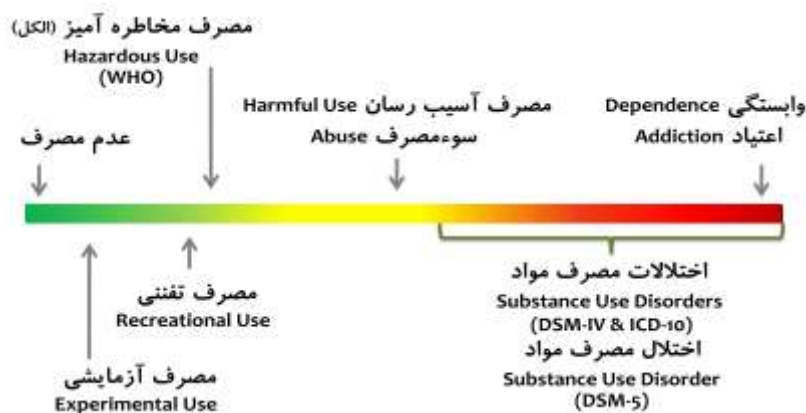 مصرف مخاطره آمیز (الکل)
Hazardous Use
(WHO)
مصرف آسیب رسان Harmful Use
سوءمصرف Abuse
وابستگی Dependence
اعتیاد Addiction
عدم مصرف
مصرف تفننی
Recreational Use
مصرف آزمایشی
Experimental Use
اختلالات مصرف مواد
Substance Use Disorders
(DSM-IV & ICD-10)
اختلال مصرف مواد
Substance Use Disorder
(DSM-5)